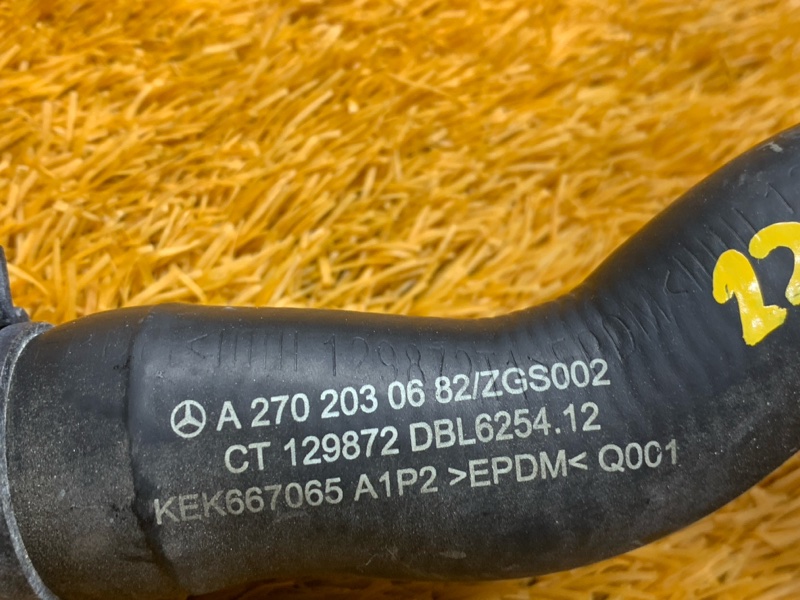 A 270 203 06 82/ZGS002
CT 129872 DBL6254.12
KEK667065 A1P2 >EPDM< Q001